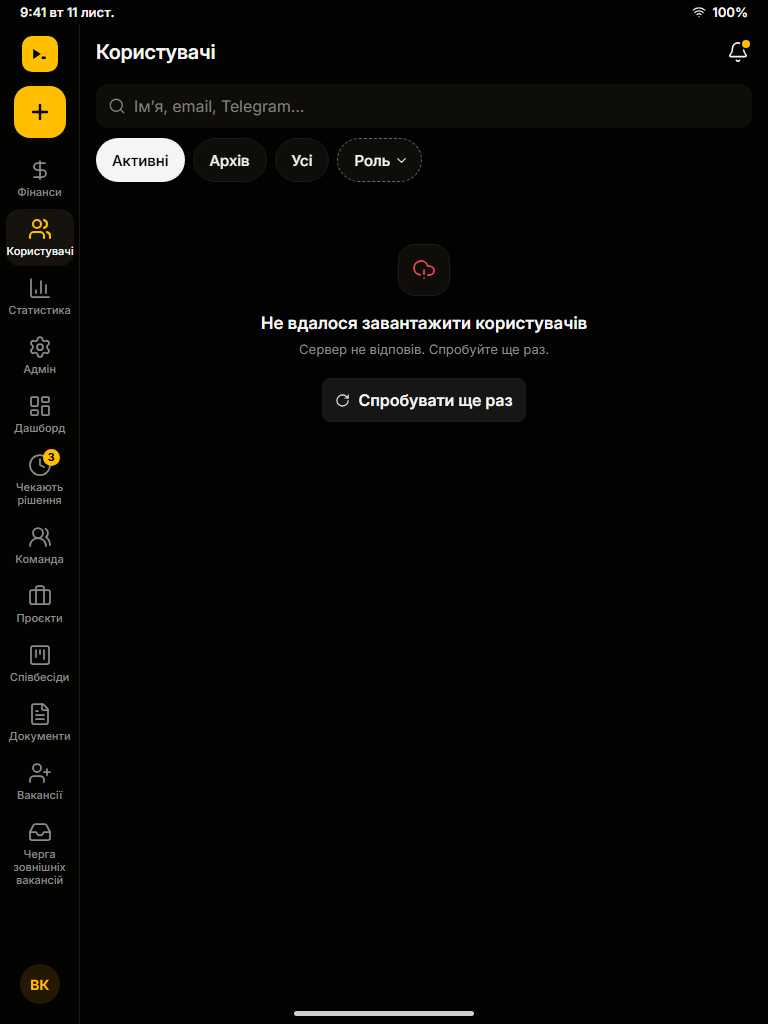 9:41 вт 11 лист.
100%
Користувачі
Ім’я, email, Telegram...
Активні
Архів
Усі
Роль
Фінанси
Користувачі
Статистика
Адмін
Дашборд
3
Чекають
рішення
Команда
Проєкти
Співбесіди
Документи
Вакансії
Черга
зовнішніх
вакансій
ВК
Не вдалося завантажити користувачів
Сервер не відповів. Спробуйте ще раз.
Спробувати ще раз